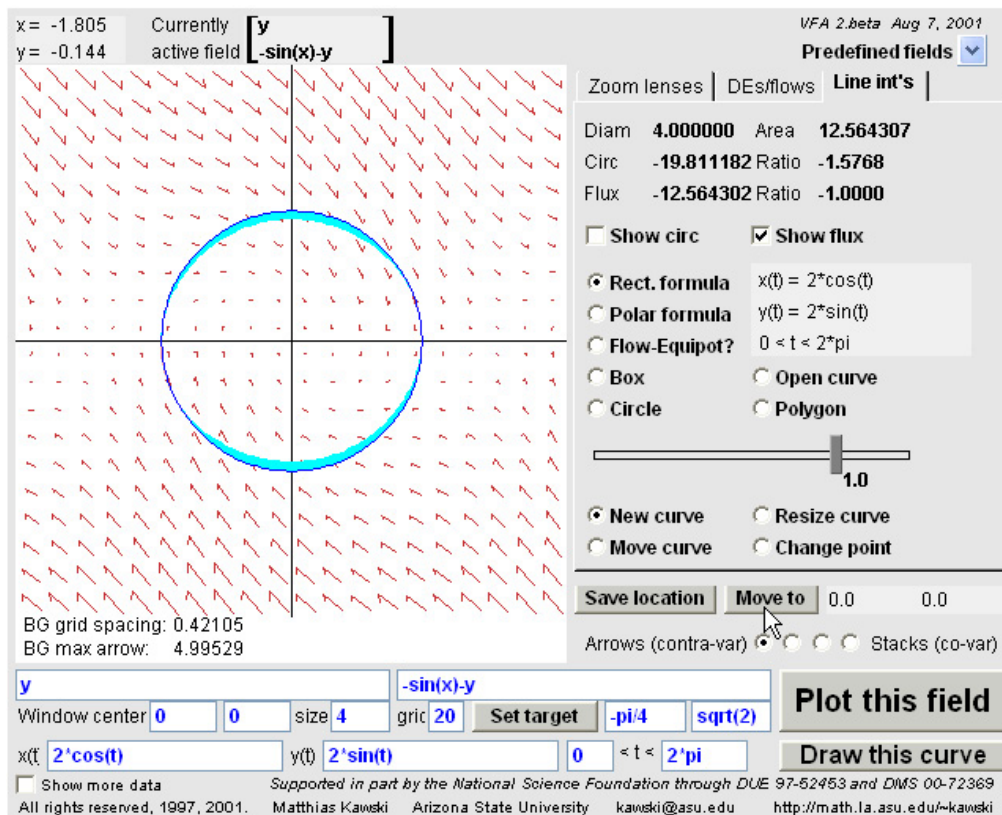 x = -1.805 Currently y VFA 2.beta Aug 7, 2001
y = -0.144 active field -sin(x)-y Predefined fields
Zoom lenses DEs/flows Line int's
Diam 4.000000 Area 12.564307
Circ -19.811182 Ratio -1.5768
Flux -12.564302 Ratio -1.0000
Show circ Show flux
Rect. formula x(t) = 2*cos(t)
Polar formula y(t) = 2*sin(t)
Flow-Equipot? 0 < t < 2*pi
Box Open curve
Circle Polygon
1.0
New curve Resize curve
Move curve Change point
Save location Move to 0.0 0.0
BG grid spacing: 0.42105
BG max arrow: 4.99529
Arrows (contra-var) Stacks (co-var)
y -sin(x)-y
Plot this field
Window center 0 0 size 4 gric 20 Set target -pi/4 sqrt(2)
x(t 2*cos(t) y(t) 2*sin(t) 0 < t < 2*pi Draw this curve
Show more data Supported in part by the National Science Foundation through DUE 97-52453 and DMS 00-72369
All rights reserved, 1997, 2001. Matthias Kawski Arizona State University kawski@asu.edu http://math.la.asu.edu/~kawski